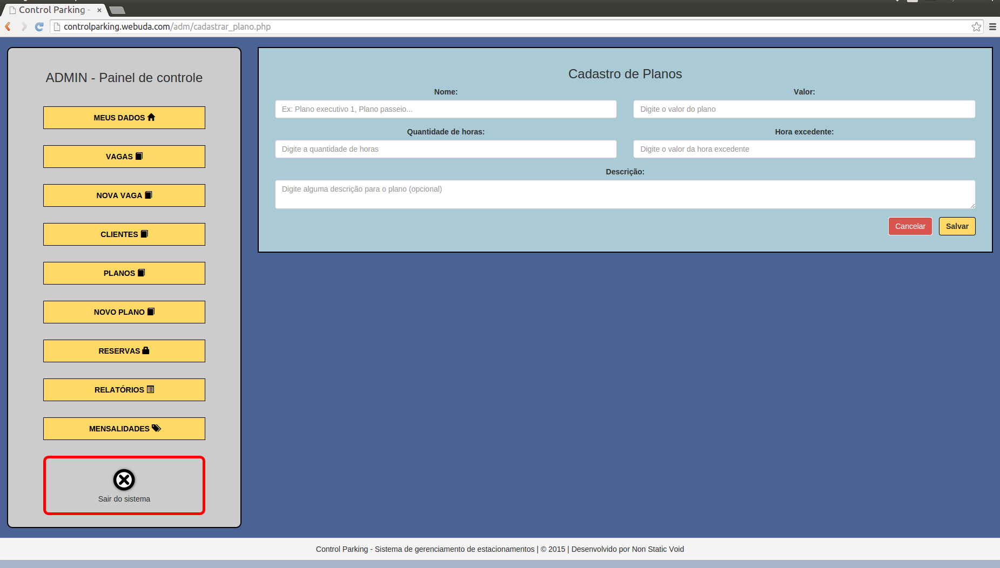 Control Parking -
controlparking.webuda.com/adm/cadastrar_plano.php
ADMIN - Painel de controle
MEUS DADOS
VAGAS
NOVA VAGA
CLIENTES
PLANOS
NOVO PLANO
RESERVAS
RELATÓRIOS
MENSALIDADES
Sair do sistema
Cadastro de Planos
Nome:
Ex: Plano executivo 1, Plano passeio...
Valor:
Digite o valor do plano
Quantidade de horas:
Digite a quantidade de horas
Hora excedente:
Digite o valor da hora excedente
Descrição:
Digite alguma descrição para o plano (opcional)
Cancelar
Salvar
Control Parking - Sistema de gerenciamento de estacionamentos | © 2015 | Desenvolvido por Non Static Void